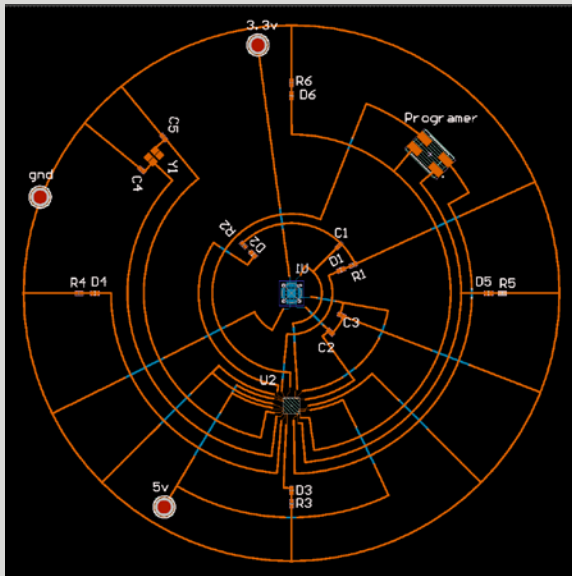 3.3v
R6
D6
Programer
C5
Y1
C4
gnd
R2
D2
C1
U1
D1
R1
R4 D4
D5 R5
C3
C2
U2
D3
R3
5v